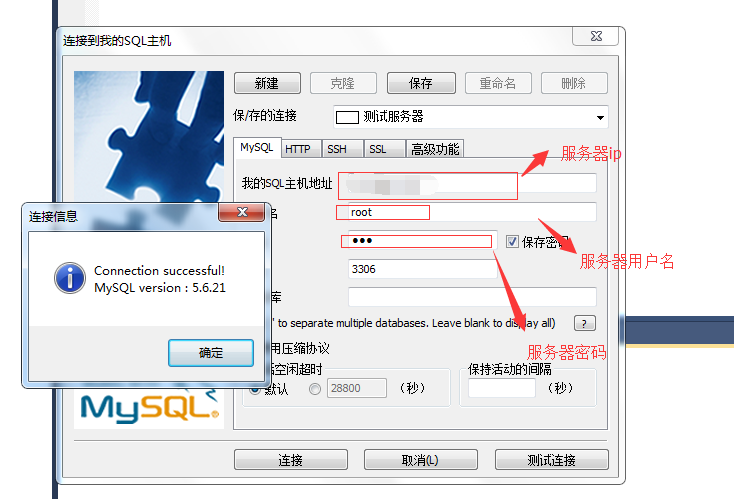 连接到我的SQL主机
新建 克隆 保存 重命名 删除
保/存的连接 测试服务器
MySQL HTTP SSH SSL 高级功能
服务器ip
我的SQL主机地址
名 root
••• 保存密码
服务器用户名
3306
库
' to separate multiple databases. Leave blank to display all) ?
服务器密码
用压缩协议
空闲超时 保持活动的间隔
默认 28800 （秒） （秒）
连接信息
Connection successful!
MySQL version : 5.6.21
确定
MySQL®
连接 取消(L) 测试连接